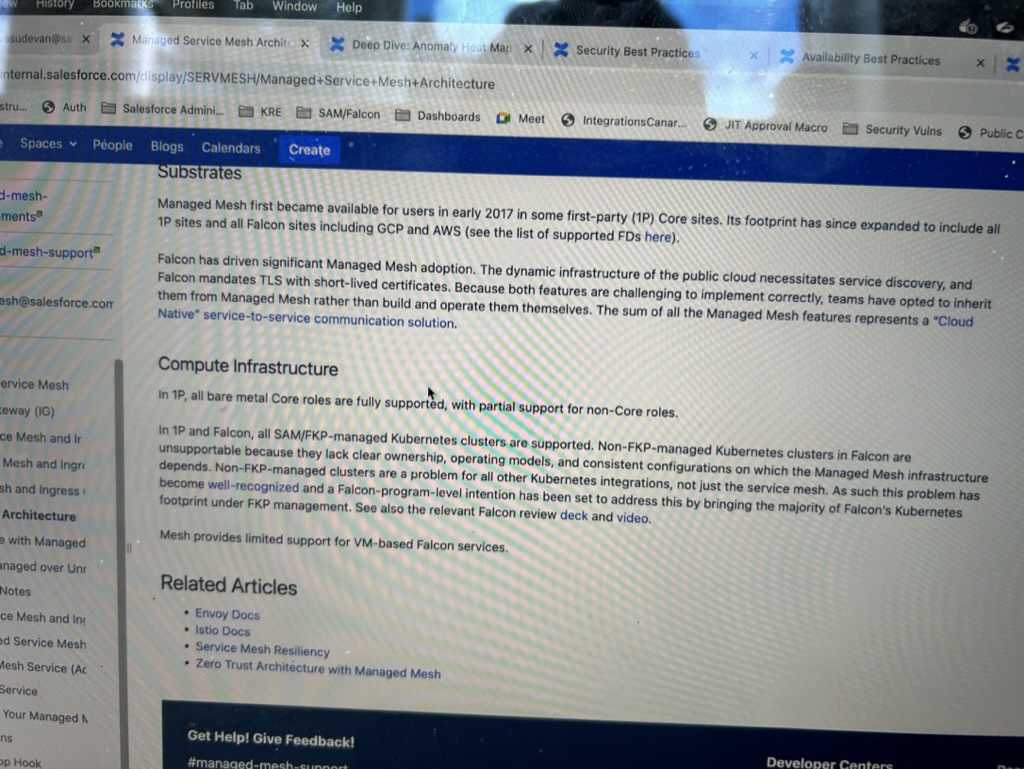 History Bookmarks Profiles Tab Window Help
Managed Service Mesh Archit
Deep Dive: Anomaly Heat Map
Security Best Practices
Availability Best Practices
internal.salesforce.com/display/SERVMESH/Managed+Service+Mesh+Architecture
Auth
Salesforce Admini...
KRE
SAM/Falcon
Dashboards
Meet
IntegrationsCanar...
JIT Approval Macro
Security Vulns
Public C
Spaces People Blogs Calendars Create
d-mesh-
ments
d-mesh-support
esh@salesforce.com
ervice Mesh
eway (IG)
ce Mesh and Ir
Mesh and Ingr
sh and Ingress
Architecture
e with Managed
anaged over Unr
Notes
ce Mesh and Ing
ed Service Mesh
Mesh Service (Ac
Service
Your Managed M
ns
op Hook
Substrates
Managed Mesh first became available for users in early 2017 in some first-party (1P) Core sites. Its footprint has since expanded to include all
1P sites and all Falcon sites including GCP and AWS (see the list of supported FDs here).
Falcon has driven significant Managed Mesh adoption. The dynamic infrastructure of the public cloud necessitates service discovery, and
Falcon mandates TLS with short-lived certificates. Because both features are challenging to implement correctly, teams have opted to inherit
them from Managed Mesh rather than build and operate them themselves. The sum of all the Managed Mesh features represents a “Cloud
Native” service-to-service communication solution.
Compute Infrastructure
In 1P, all bare metal Core roles are fully supported, with partial support for non-Core roles.
In 1P and Falcon, all SAM/FKP-managed Kubernetes clusters are supported. Non-FKP-managed Kubernetes clusters in Falcon are
unsupportable because they lack clear ownership, operating models, and consistent configurations on which the Managed Mesh infrastructure
depends. Non-FKP-managed clusters are a problem for all other Kubernetes integrations, not just the service mesh. As such this problem has
become well-recognized and a Falcon-program-level intention has been set to address this by bringing the majority of Falcon's Kubernetes
footprint under FKP management. See also the relevant Falcon review deck and video.
Mesh provides limited support for VM-based Falcon services.
Related Articles
• Envoy Docs
• Istio Docs
• Service Mesh Resiliency
• Zero Trust Architecture with Managed Mesh
Get Help! Give Feedback!
#managed-mesh-support
Developer Centers